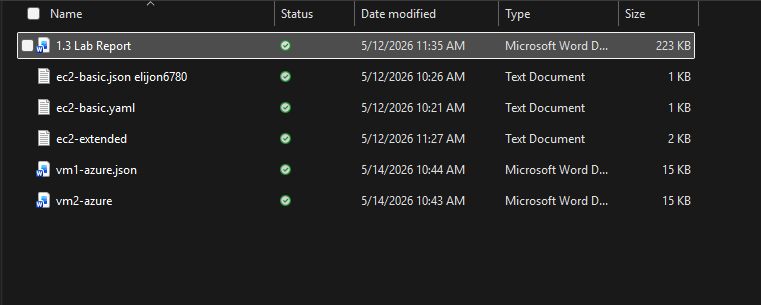 Name Status Date modified Type Size
1.3 Lab Report 5/12/2026 11:35 AM Microsoft Word D... 223 KB
ec2-basic.json elijon6780 5/12/2026 10:26 AM Text Document 1 KB
ec2-basic.yaml 5/12/2026 10:21 AM Text Document 1 KB
ec2-extended 5/12/2026 11:27 AM Text Document 2 KB
vm1-azure.json 5/14/2026 10:44 AM Microsoft Word D... 15 KB
vm2-azure 5/14/2026 10:43 AM Microsoft Word D... 15 KB